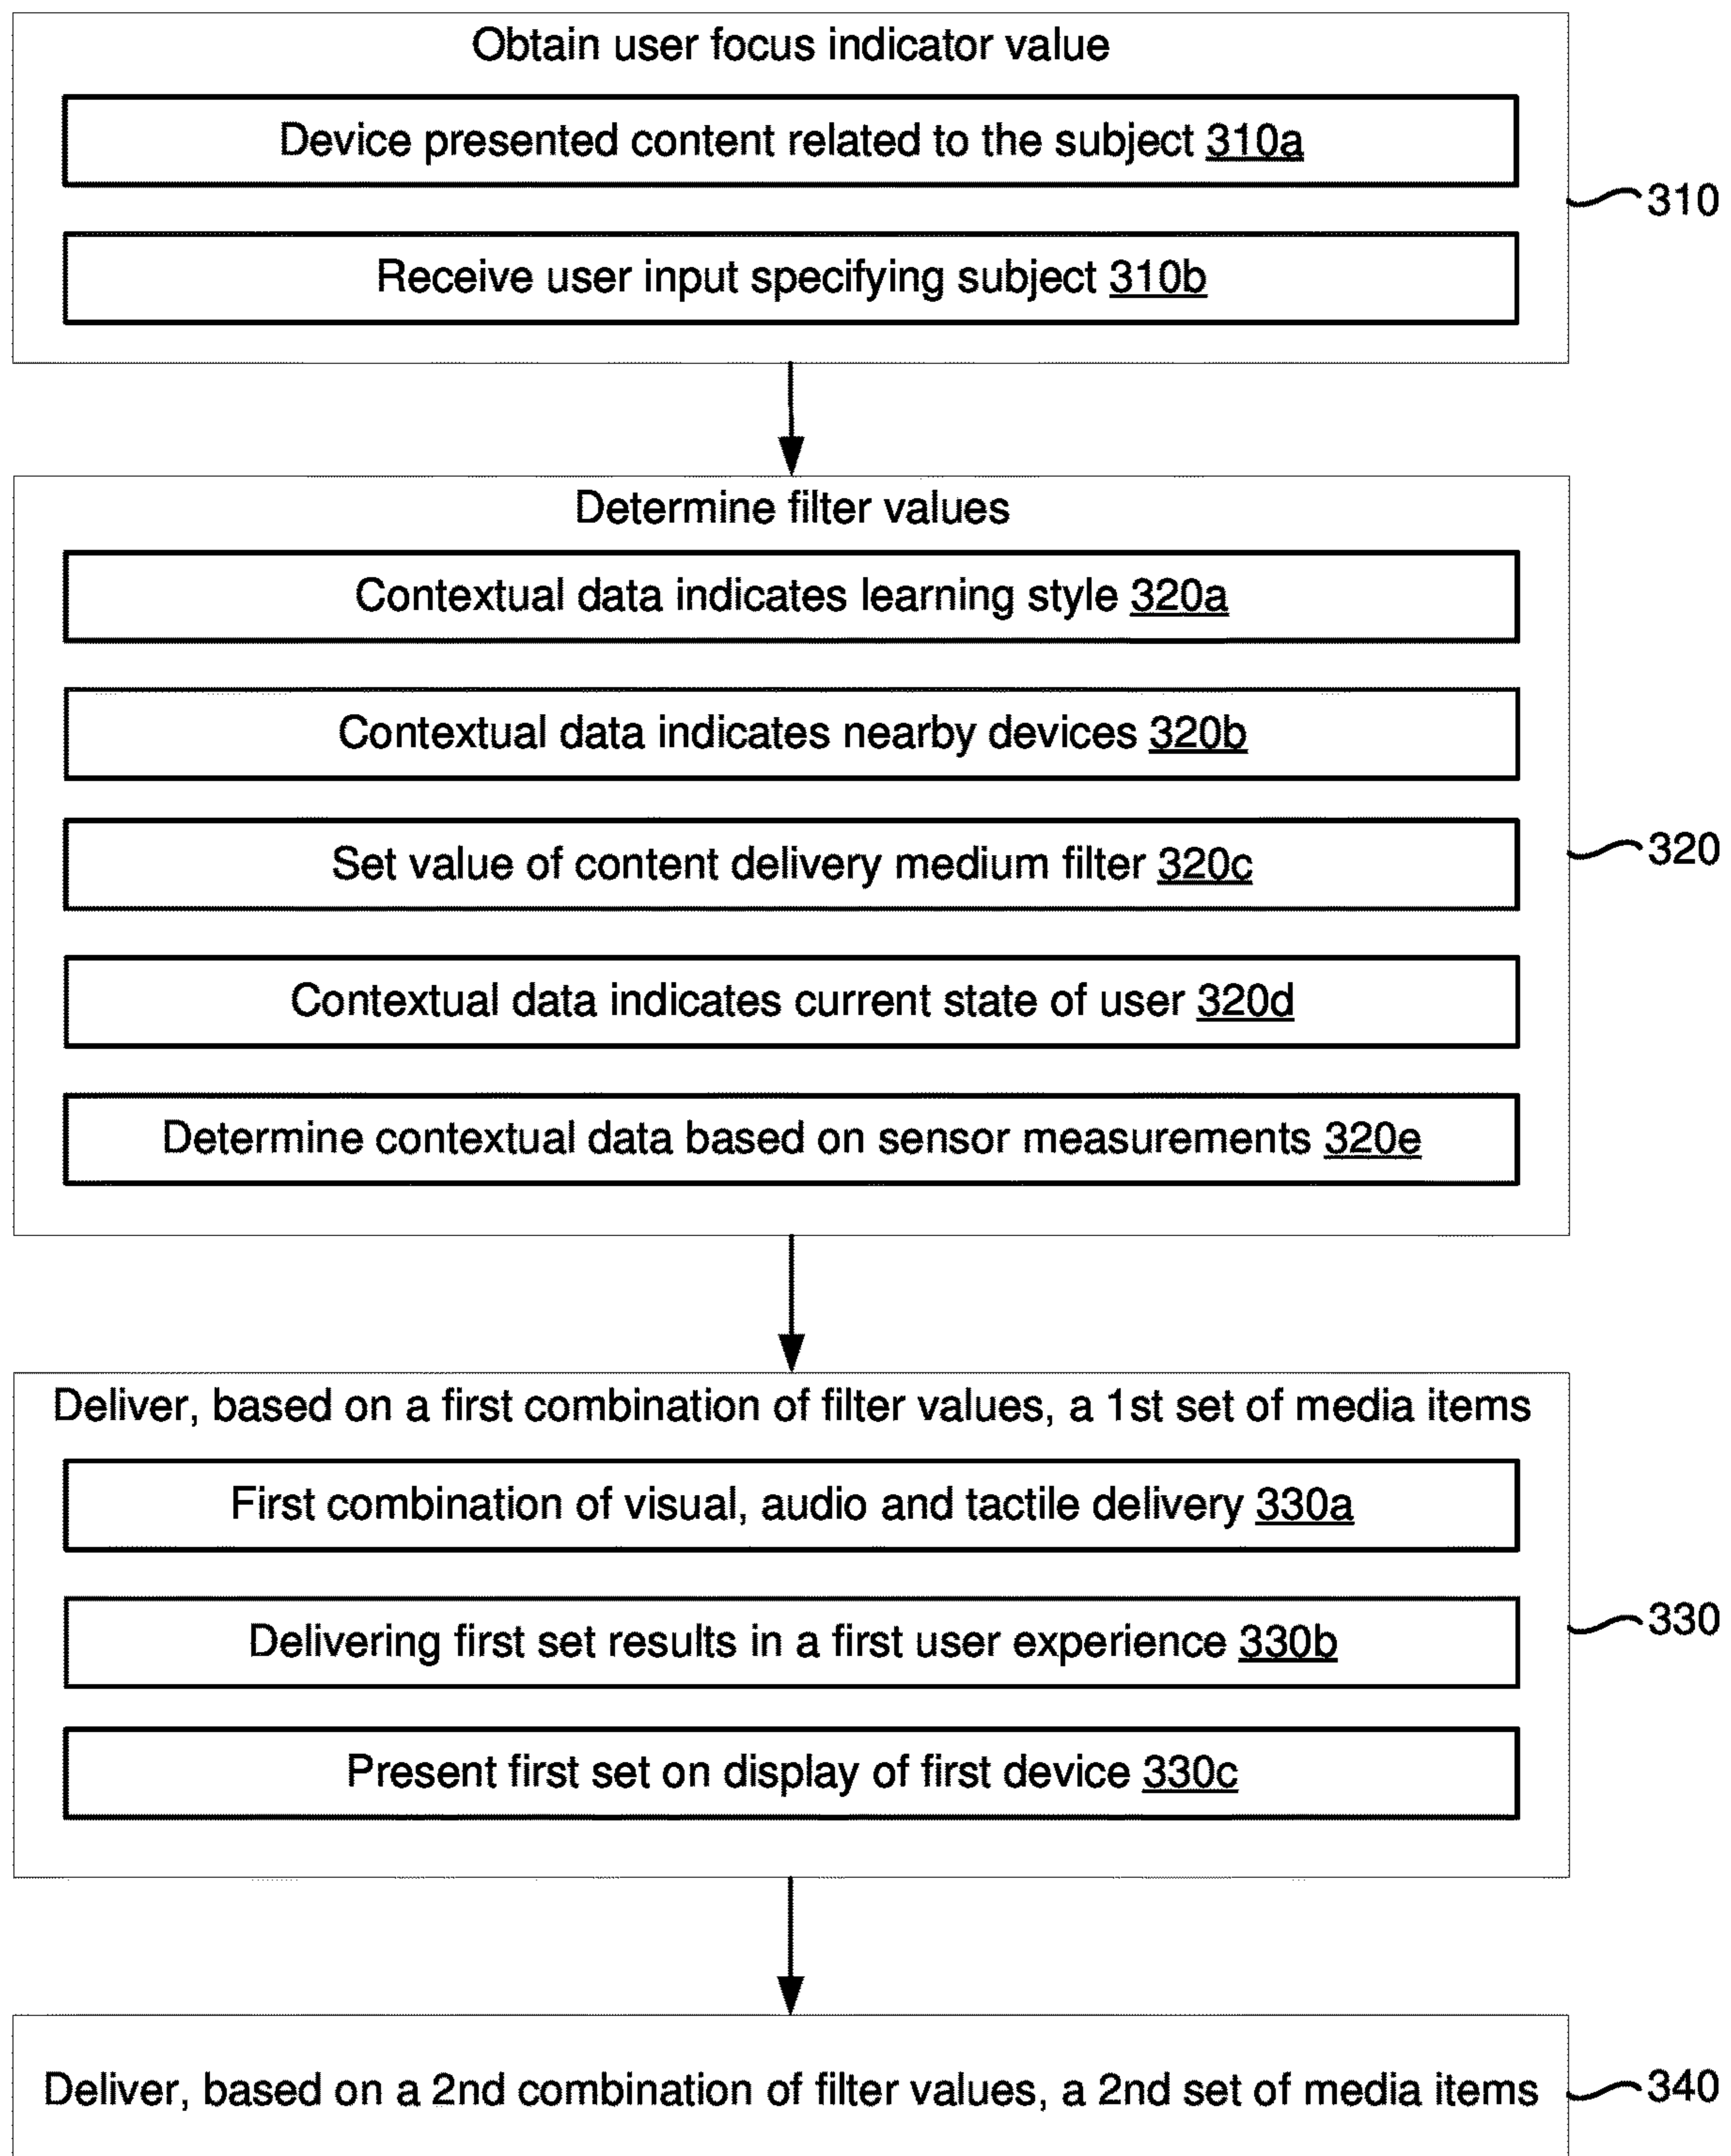 Obtain user focus indicator value
Device presented content related to the subject 310a
310
Receive user input specifying subject 310b
Determine filter values
Contextual data indicates learning style 320a
Contextual data indicates nearby devices 320b
Set value of content delivery medium filter 320c
320
Contextual data indicates current state of user 320d
Determine contextual data based on sensor measurements 320e
Deliver, based on a first combination of filter values, a 1st set of media items
First combination of visual, audio and tactile delivery 330a
Delivering first set results in a first user experience 330b
330
Present first set on display of first device 330c
Deliver, based on a 2nd combination of filter values, a 2nd set of media items
340